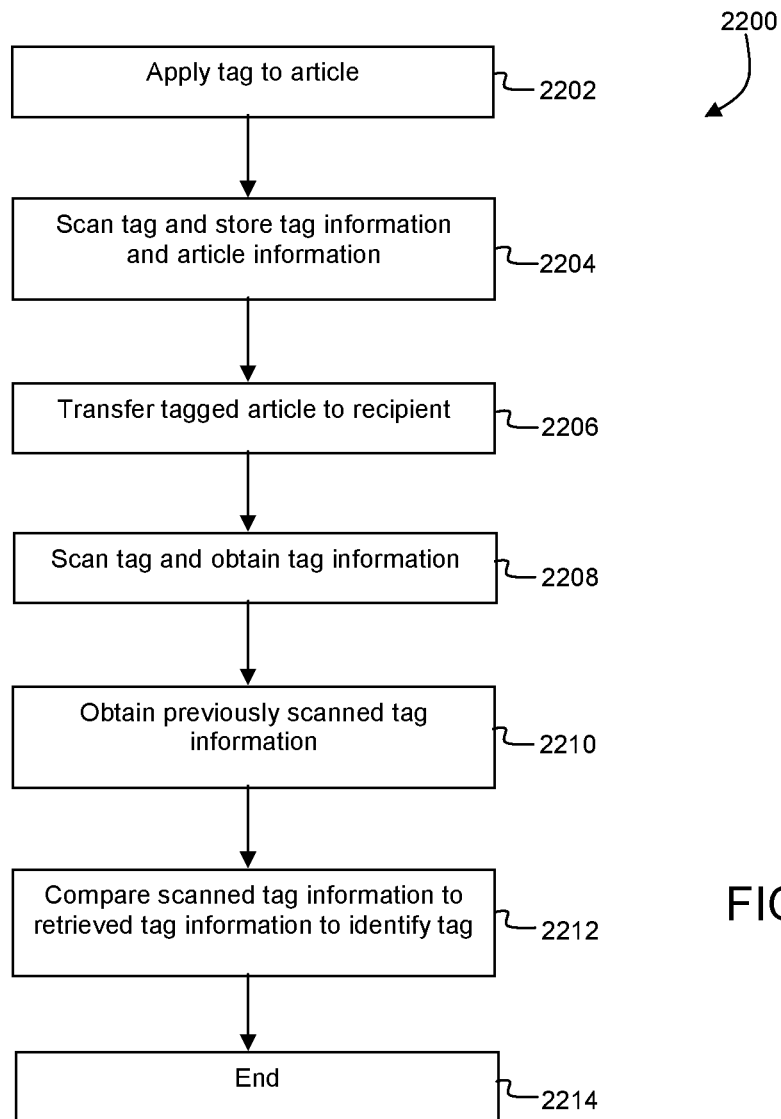 2200
Apply tag to article
2202
Scan tag and store tag information
and article information
2204
Transfer tagged article to recipient
2206
Scan tag and obtain tag information
2208
Obtain previously scanned tag
information
2210
Compare scanned tag information to
retrieved tag information to identify tag
2212
FIG
End
2214